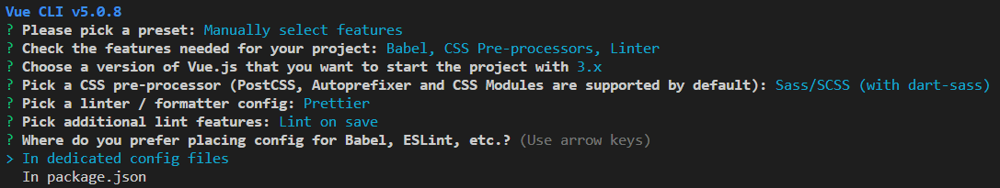 Vue CLI v5.0.8
? Please pick a preset: Manually select features
? Check the features needed for your project: Babel, CSS Pre-processors, Linter
? Choose a version of Vue.js that you want to start the project with 3.x
? Pick a CSS pre-processor (PostCSS, Autoprefixer and CSS Modules are supported by default): Sass/SCSS (with dart-sass)
? Pick a linter / formatter config: Prettier
? Pick additional lint features: Lint on save
? Where do you prefer placing config for Babel, ESLint, etc.? (Use arrow keys)
> In dedicated config files
In package.json